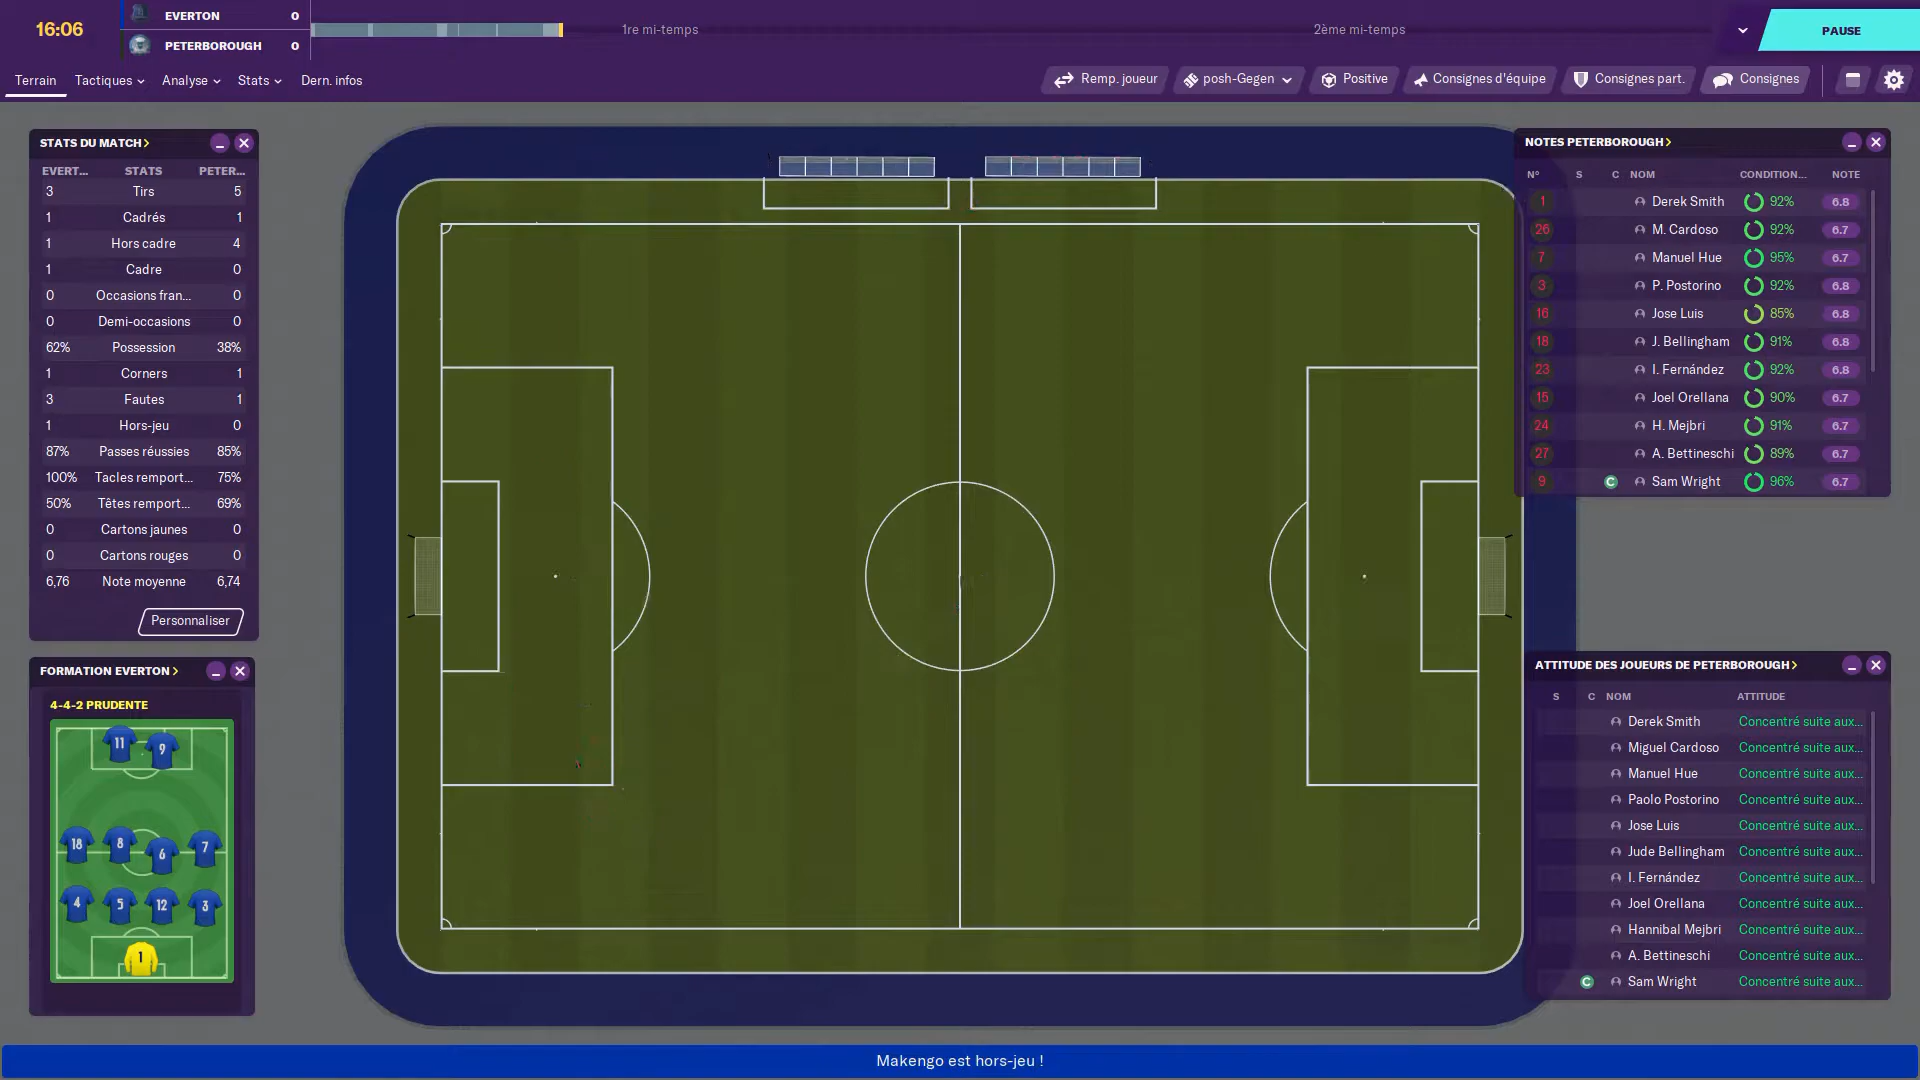 16:06
EVERTON 0
PETERBOROUGH 0
1re mi-temps
2ème mi-temps
PAUSE
Terrain Tactiques Analyse Stats Dern. infos
Remp. joueur posh-Gegen Positive Consignes d'équipe Consignes part. Consignes
STATS DU MATCH
EVERT... STATS PETER...
3 Tirs 5
1 Cadrés 1
1 Hors cadre 4
1 Cadre 0
0 Occasions fran... 0
0 Demi-occasions 0
62% Possession 38%
1 Corners 1
3 Fautes 1
1 Hors-jeu 0
87% Passes réussies 85%
100% Tacles remport... 75%
50% Têtes remport... 69%
0 Cartons jaunes 0
0 Cartons rouges 0
6,76 Note moyenne 6,74
Personnaliser
FORMATION EVERTON
4-4-2 PRUDENTE
11 9
18 8 6 7
4 5 12 3
1
NOTES PETERBOROUGH
N° S C NOM CONDITION... NOTE
1 Derek Smith 92% 6.8
26 M. Cardoso 92% 6.7
7 Manuel Hue 95% 6.7
3 P. Postorino 92% 6.8
16 Jose Luis 85% 6.8
18 J. Bellingham 91% 6.8
23 I. Fernández 92% 6.8
15 Joel Orellana 90% 6.7
24 H. Mejbri 91% 6.7
27 A. Bettineschi 89% 6.7
9 C Sam Wright 96% 6.7
ATTITUDE DES JOUEURS DE PETERBOROUGH
S C NOM ATTITUDE
Derek Smith Concentré suite aux...
Miguel Cardoso Concentré suite aux...
Manuel Hue Concentré suite aux...
Paolo Postorino Concentré suite aux...
Jose Luis Concentré suite aux...
Jude Bellingham Concentré suite aux...
I. Fernández Concentré suite aux...
Joel Orellana Concentré suite aux...
Hannibal Mejbri Concentré suite aux...
A. Bettineschi Concentré suite aux...
C Sam Wright Concentré suite aux...
Makengo est hors-jeu !